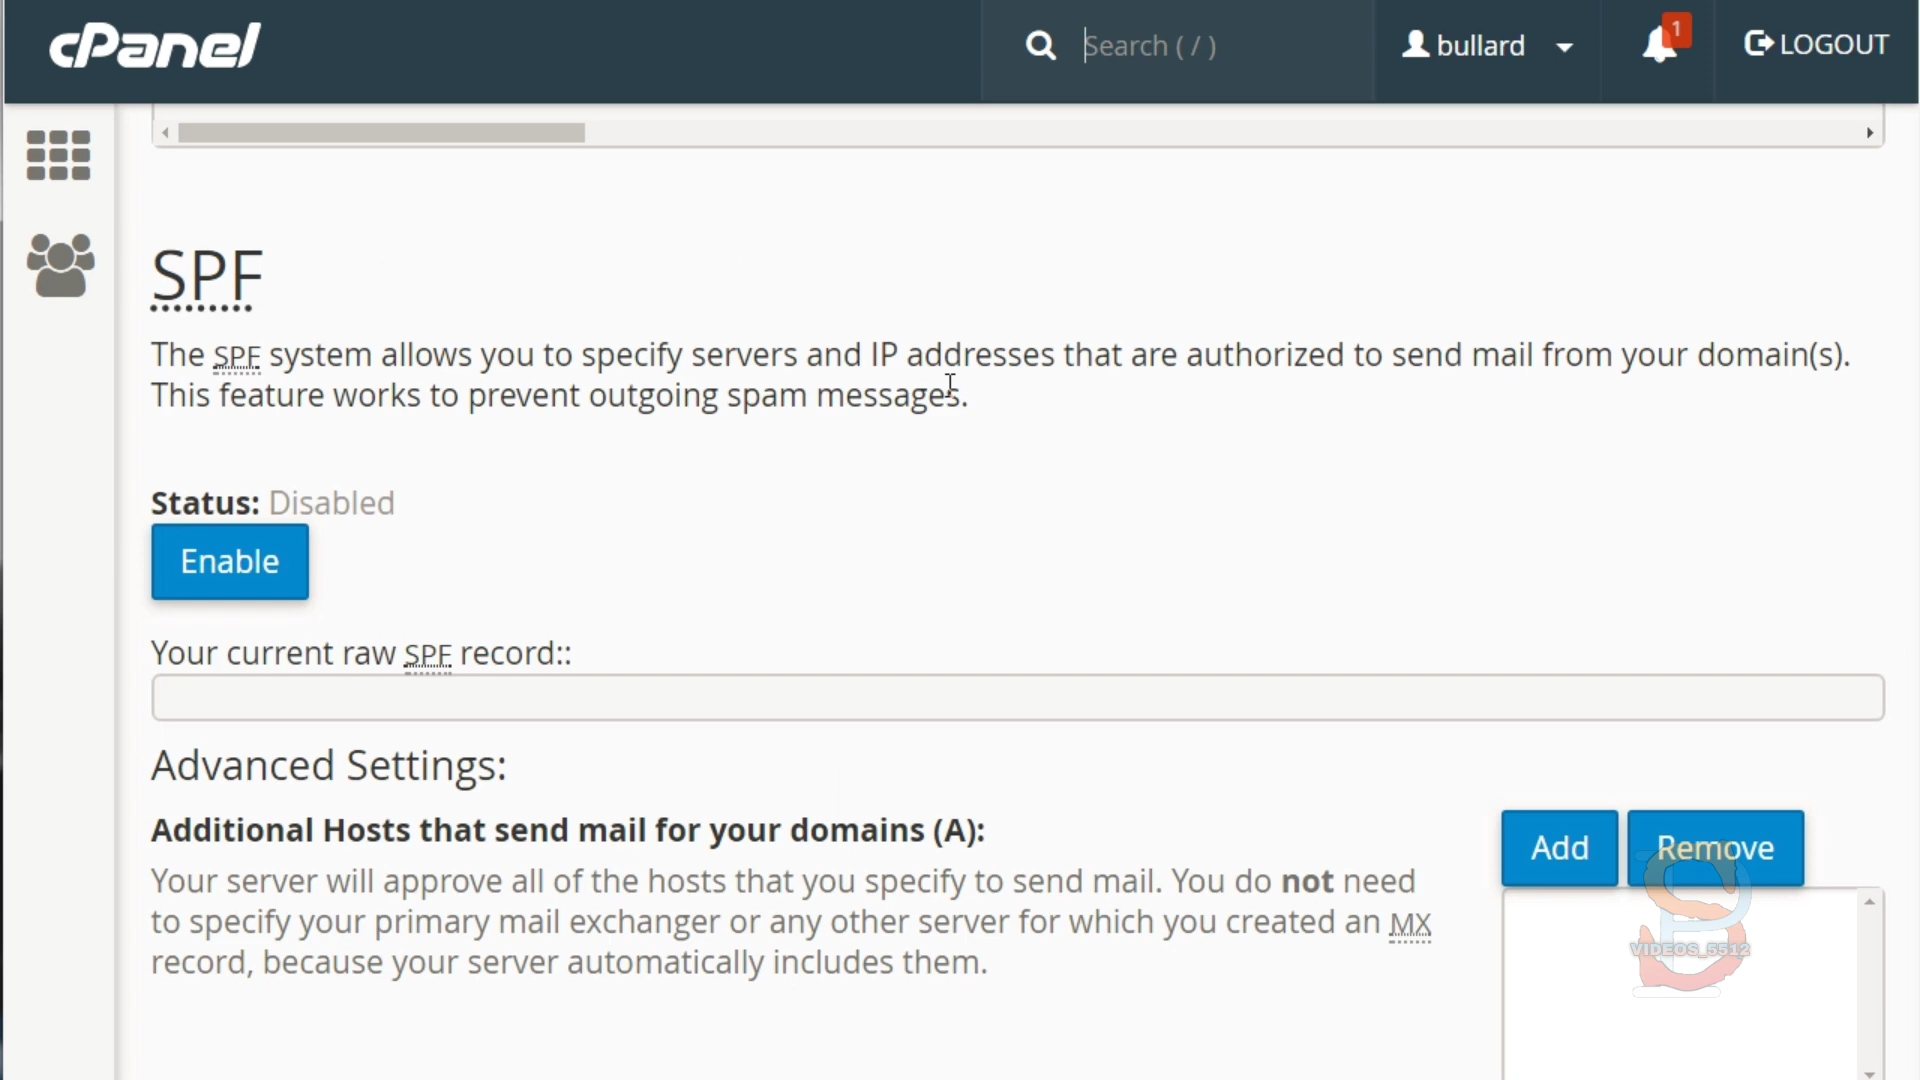 cPanel
Search ( / )
bullard
1
LOGOUT
SPF
The SPF system allows you to specify servers and IP addresses that are authorized to send mail from your domain(s).
This feature works to prevent outgoing spam messages.
Status: Disabled
Enable
Your current raw SPF record::
Advanced Settings:
Additional Hosts that send mail for your domains (A):
Add
Remove
Your server will approve all of the hosts that you specify to send mail. You do not need
to specify your primary mail exchanger or any other server for which you created an MX
record, because your server automatically includes them.
VIDEOS_5512